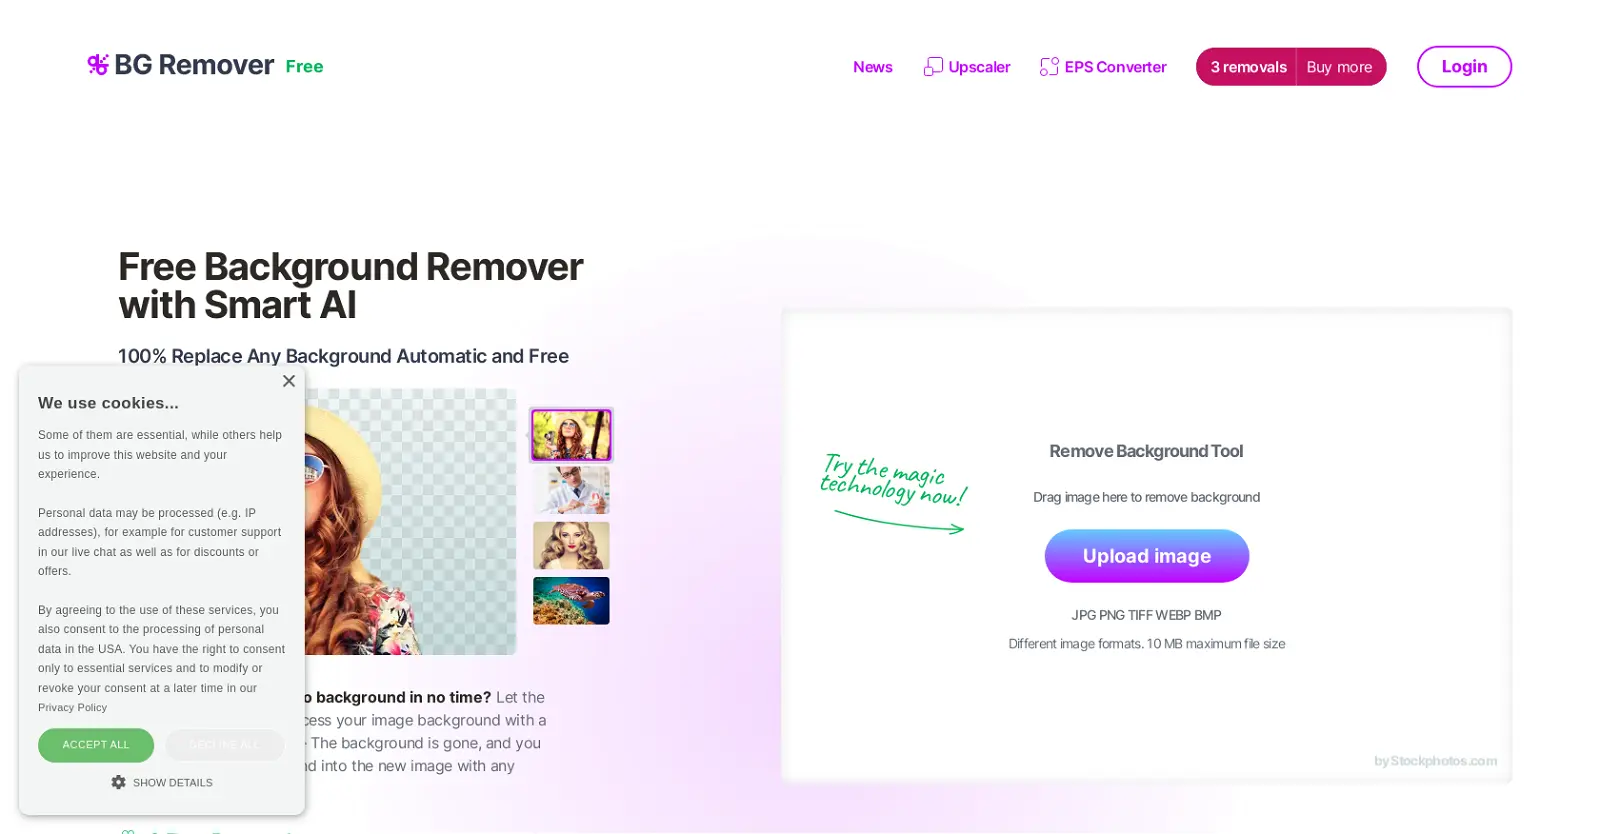 BG Remover Free
News
Upscaler
EPS Converter
3 removals
Buy more
Login
Free Background Remover
with Smart AI
100% Replace Any Background Automatic and Free
×
We use cookies...
Some of them are essential, while others help
us to improve this website and your
experience.
Personal data may be processed (e.g. IP
addresses), for example for customer support
in our live chat as well as for discounts or
offers.
By agreeing to the use of these services, you
also consent to the processing of personal
data in the USA. You have the right to consent
only to essential services and to modify or
revoke your consent at a later time in our
Privacy Policy
ACCEPT ALL
DECLINE ALL
SHOW DETAILS
o background in no time? Let the
cess your image background with a
The background is gone, and you
nd into the new image with any
Try the magic
technology now!
Remove Background Tool
Drag image here to remove background
Upload image
JPG PNG TIFF WEBP BMP
Different image formats. 10 MB maximum file size
by Stockphotos.com